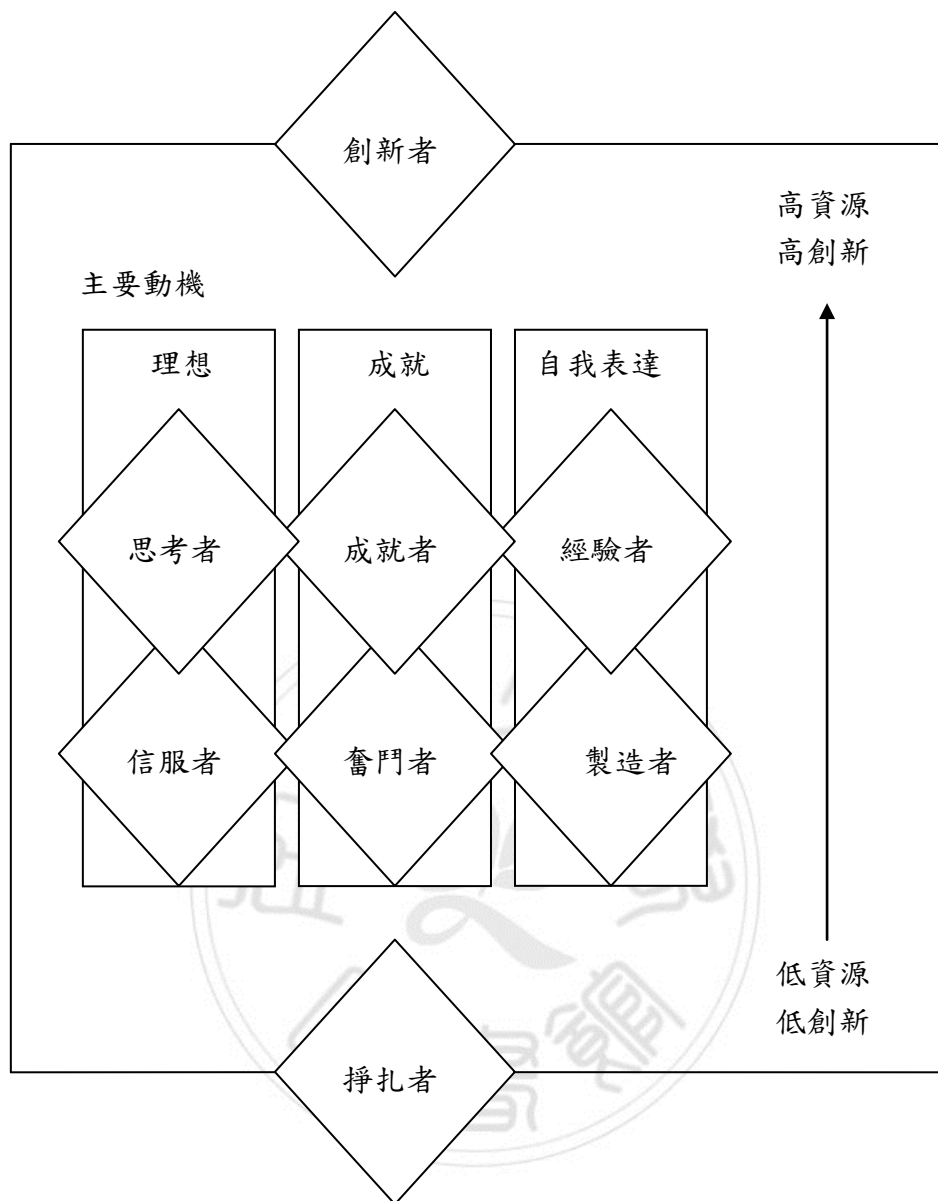 創新者
高資源
高創新
主要動機
理想
成就
自我表達
思考者
成就者
經驗者
信服者
奮鬥者
製造者
低資源
低創新
掙扎者